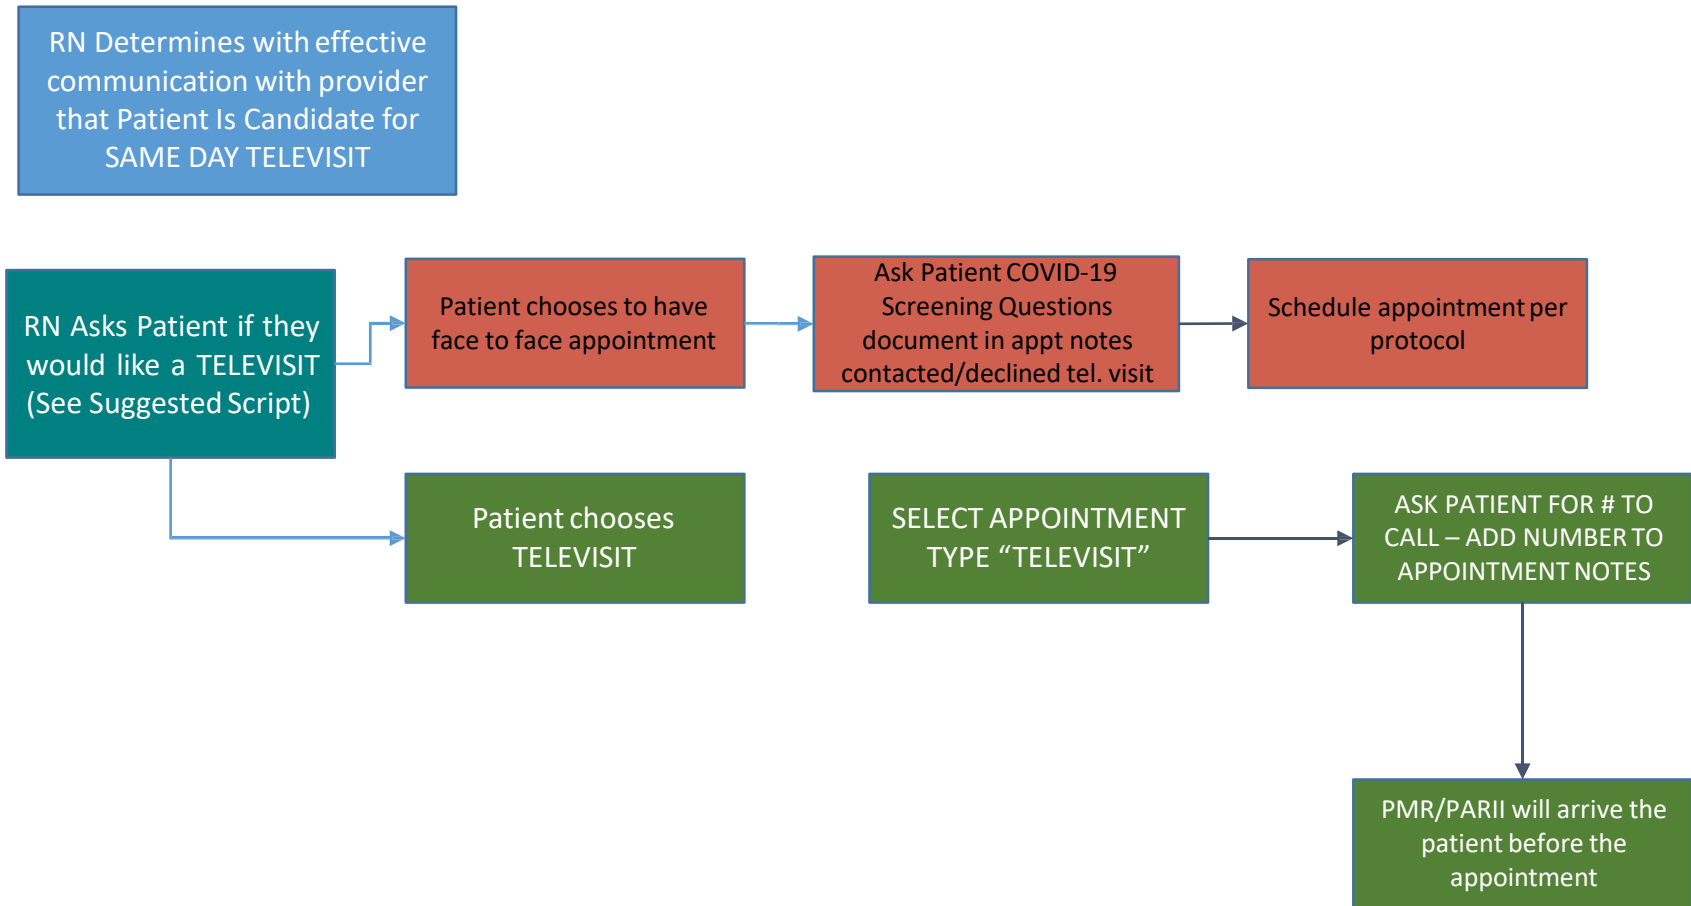 RN Determines with effective
communication with provider
that Patient Is Candidate for
SAME DAY TELEVISIT
RN Asks Patient if they
would like a TELEVISIT
(See Suggested Script)
Patient chooses to have
face to face appointment
Ask Patient COVID-19
Screening Questions
document in appt notes
contacted/declined tel. visit
Schedule appointment per
protocol
Patient chooses
TELEVISIT
SELECT APPOINTMENT
TYPE “TELEVISIT”
ASK PATIENT FOR # TO
CALL – ADD NUMBER TO
APPOINTMENT NOTES
PMR/PARII will arrive the
patient before the
appointment